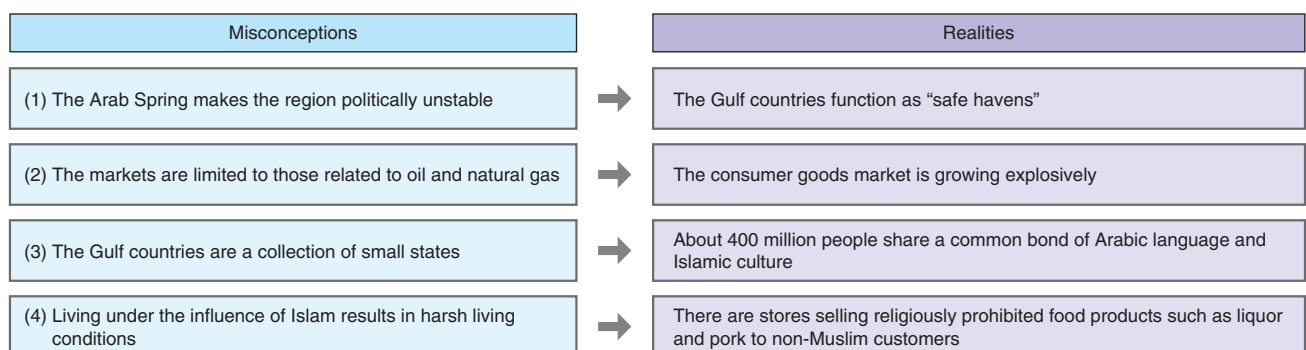 Misconceptions
Realities
(1) The Arab Spring makes the region politically unstable
The Gulf countries function as “safe havens”
(2) The markets are limited to those related to oil and natural gas
The consumer goods market is growing explosively
(3) The Gulf countries are a collection of small states
About 400 million people share a common bond of Arabic language and
Islamic culture
(4) Living under the influence of Islam results in harsh living
conditions
There are stores selling religiously prohibited food products such as liquor
and pork to non-Muslim customers